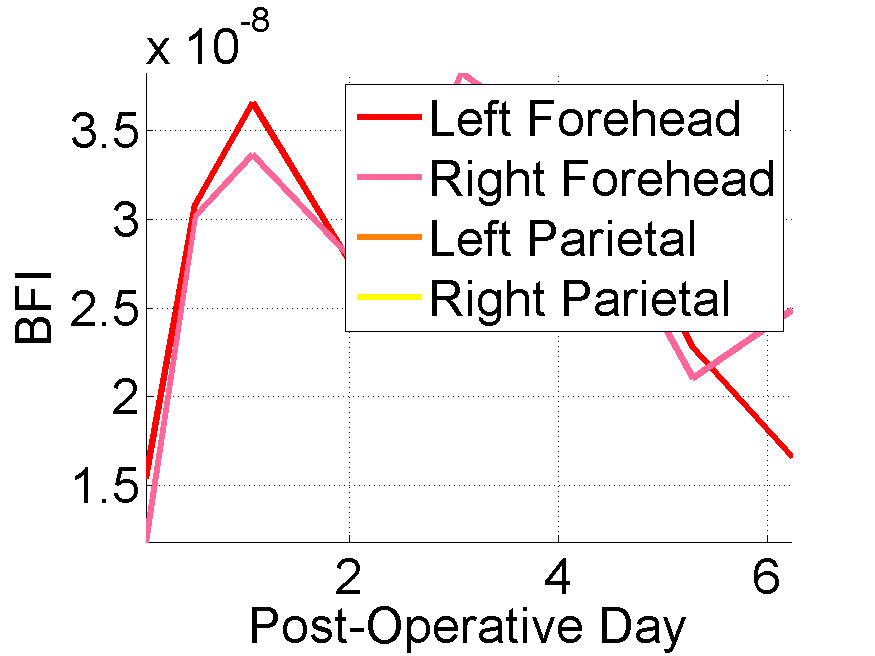 x 10^-8
3.5
3
2.5
2
1.5
BFI
Left Forehead
Right Forehead
Left Parietal
Right Parietal
2 4 6
Post-Operative Day